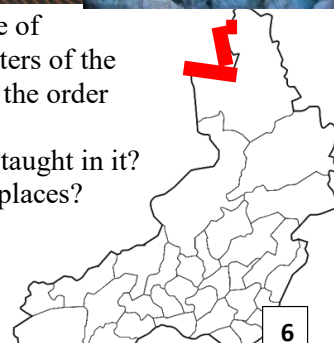 e of
ters of the
the order
taught in it?
places?
6